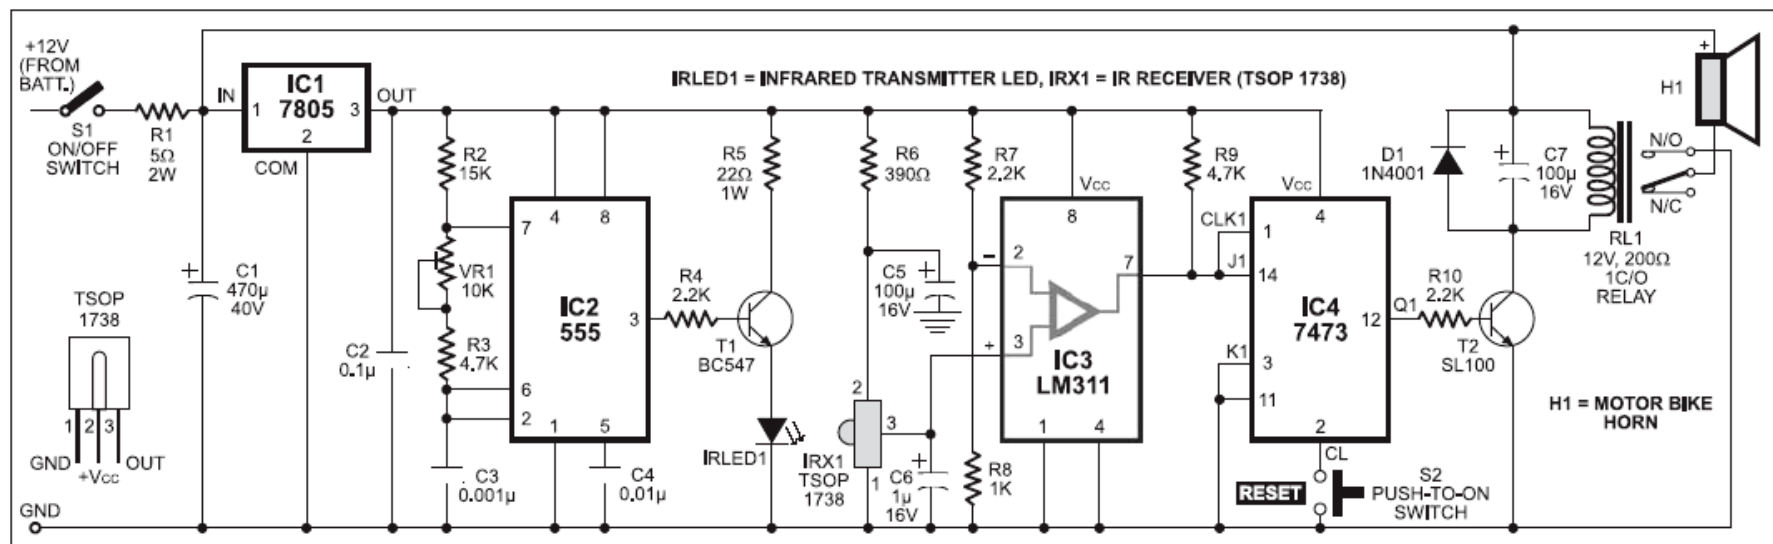 +12V
(FROM
BATT.)
S1
ON/OFF
SWITCH
R1
5Ω
2W
IN
1
IC1
7805
3
OUT
2
COM
IRLED1 = INFRARED TRANSMITTER LED, IRX1 = IR RECEIVER (TSOP 1738)
+
C1
470µ
40V
TSOP
1738
1
2
3
GND
+Vcc
OUT
GND
C2
0.1µ
R2
15K
VR1
10K
R3
4.7K
C3
0.001µ
4
8
7
IC2
555
3
6
2
1
5
C4
0.01µ
R4
2.2K
R5
22Ω
1W
T1
BC547
IRLED1
R6
390Ω
+
C5
100µ
16V
2
3
1
IRX1
TSOP
1738
+
C6
1µ
16V
R7
2.2K
R8
1K
Vcc
8
–
2
7
+
3
IC3
LM311
1
4
R9
4.7K
Vcc
4
CLK1
1
J1
14
IC4
7473
12
Q1
K1
3
11
2
CL
RESET
S2
PUSH-TO-ON
SWITCH
R10
2.2K
T2
SL100
D1
1N4001
+
C7
100µ
16V
RL1
12V, 200Ω
1C/O
RELAY
N/O
N/C
+
H1
H1 = MOTOR BIKE
HORN